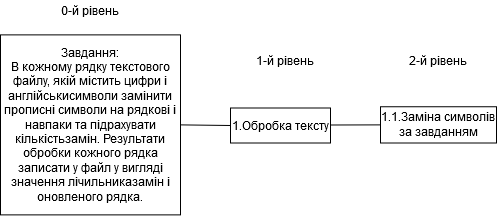 0-й рівень
1-й рівень
2-й рівень
Завдання:
В кожному рядку текстового
файлу, якій містить цифри і
англійськисимволи замінити
прописні символи на рядкові і
навпаки та підрахувати
кількістьзамін. Результати
обробки кожного рядка
записати у файл у вигляді
значення лічильниказамін і
оновленого рядка.
1.Обробка тексту
1.1.Заміна символів
за завданням